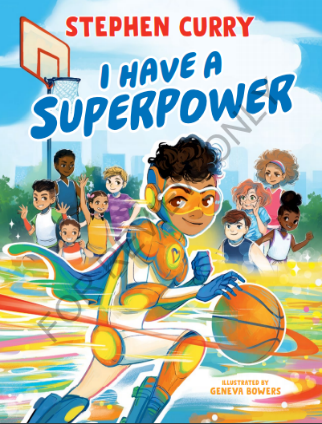 STEPHEN CURRY
I HAVE A
SUPERPOWER
ILLUSTRATED BY
GENEVA BOWERS